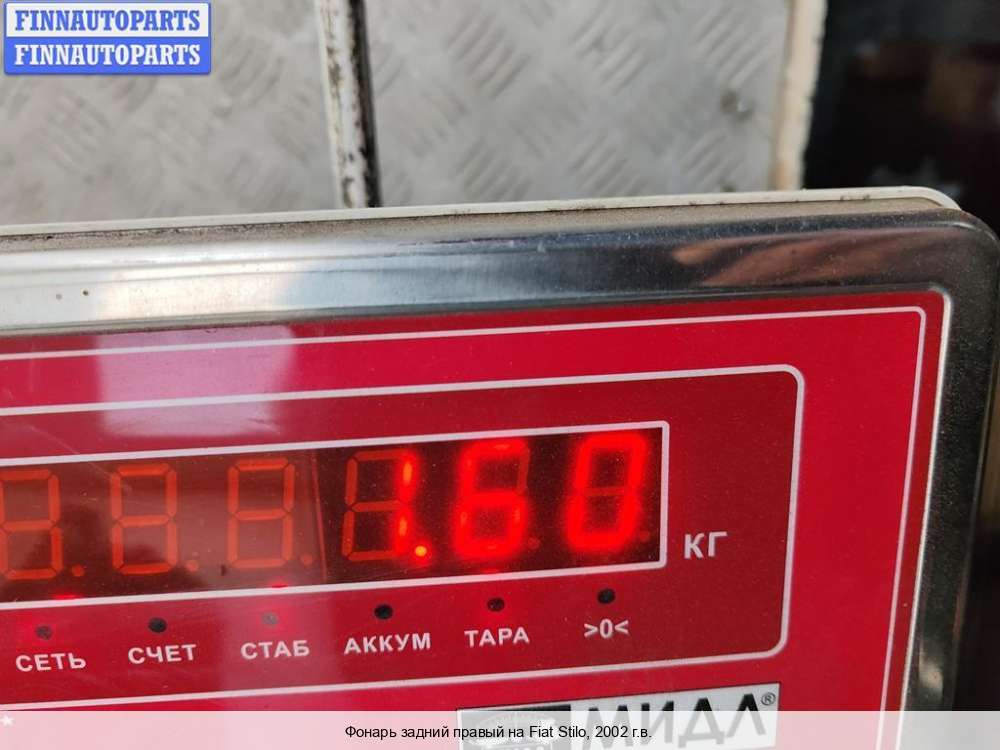 FINNAUTOPARTS
FINNAUTOPARTS
1.60
КГ
СЕТЬ СЧЕТ СТАБ АККУМ ТАРА >0<
МИДЛ®
Фонарь задний правый на Fiat Stilo, 2002 г.в.